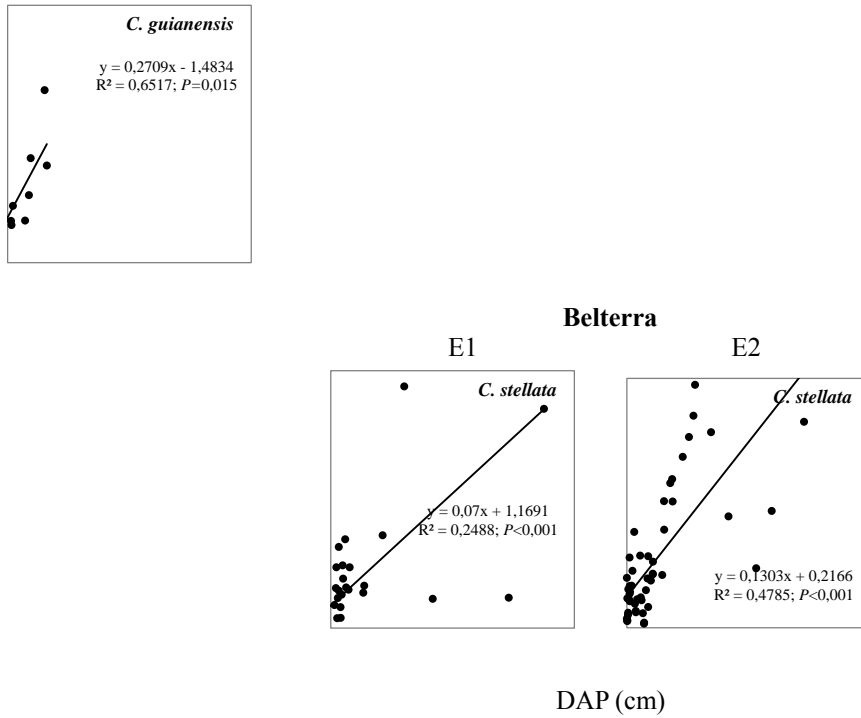 C. guianensis
y = 0,2709x - 1,4834
R² = 0,6517; P=0,015
Belterra
E1
E2
C. stellata
y = 0,07x + 1,1691
R² = 0,2488; P<0,001
C. stellata
y = 0,1303x + 0,2166
R² = 0,4785; P<0,001
DAP (cm)